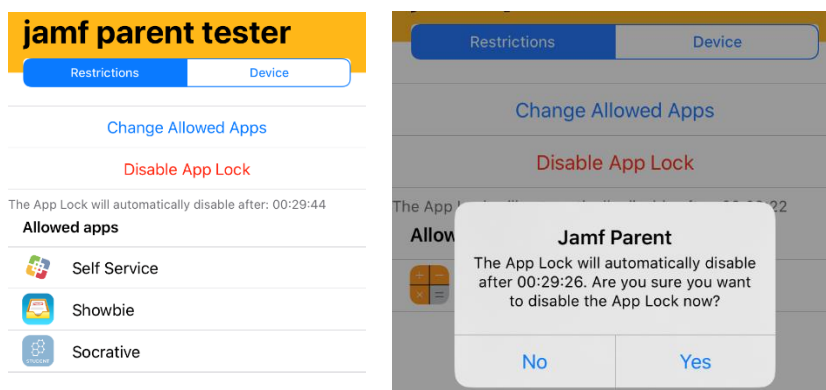 jamf parent tester
Restrictions
Device
Change Allowed Apps
Disable App Lock
The App Lock will automatically disable after: 00:29:44
Allowed apps
Self Service
Showbie
STUDENT
Socrative
Restrictions
Device
Change Allowed Apps
Disable App Lock
The App
22
Allow
Jamf Parent
The App Lock will automatically disable
after 00:29:26. Are you sure you want
to disable the App Lock now?
No
Yes